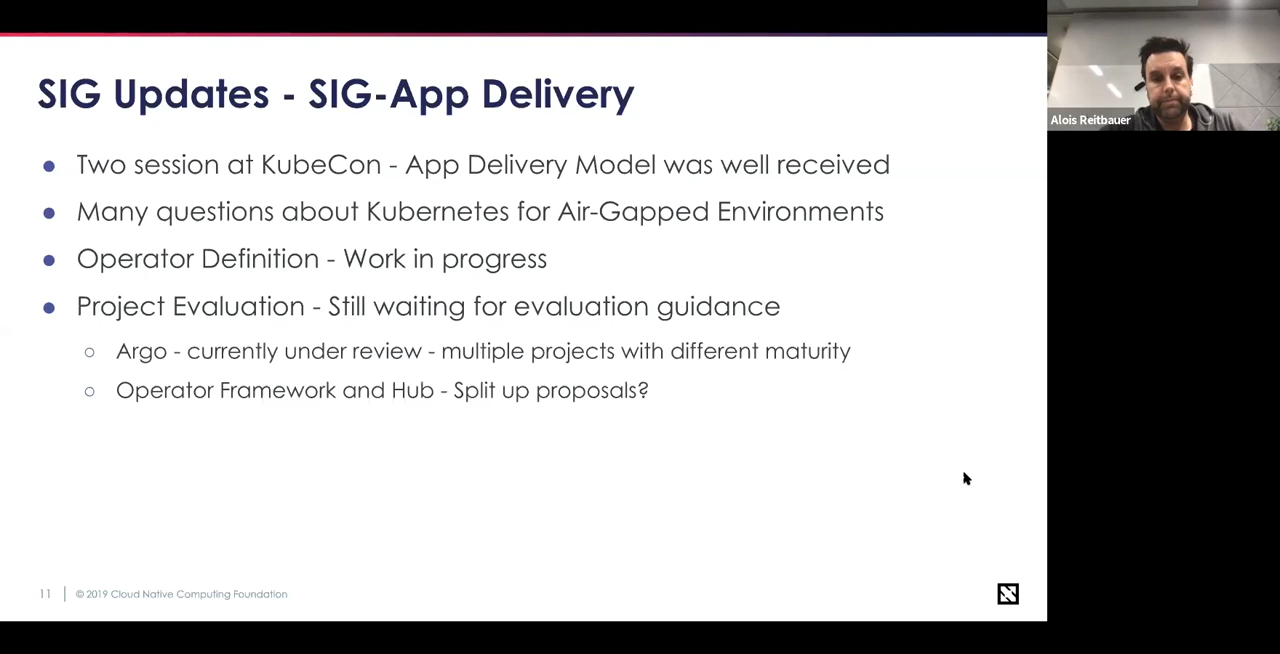 SIG Updates - SIG-App Delivery
● Two session at KubeCon - App Delivery Model was well received
● Many questions about Kubernetes for Air-Gapped Environments
● Operator Definition - Work in progress
● Project Evaluation - Still waiting for evaluation guidance
○ Argo - currently under review - multiple projects with different maturity
○ Operator Framework and Hub - Split up proposals?
11 | © 2019 Cloud Native Computing Foundation
Alois Reitbauer